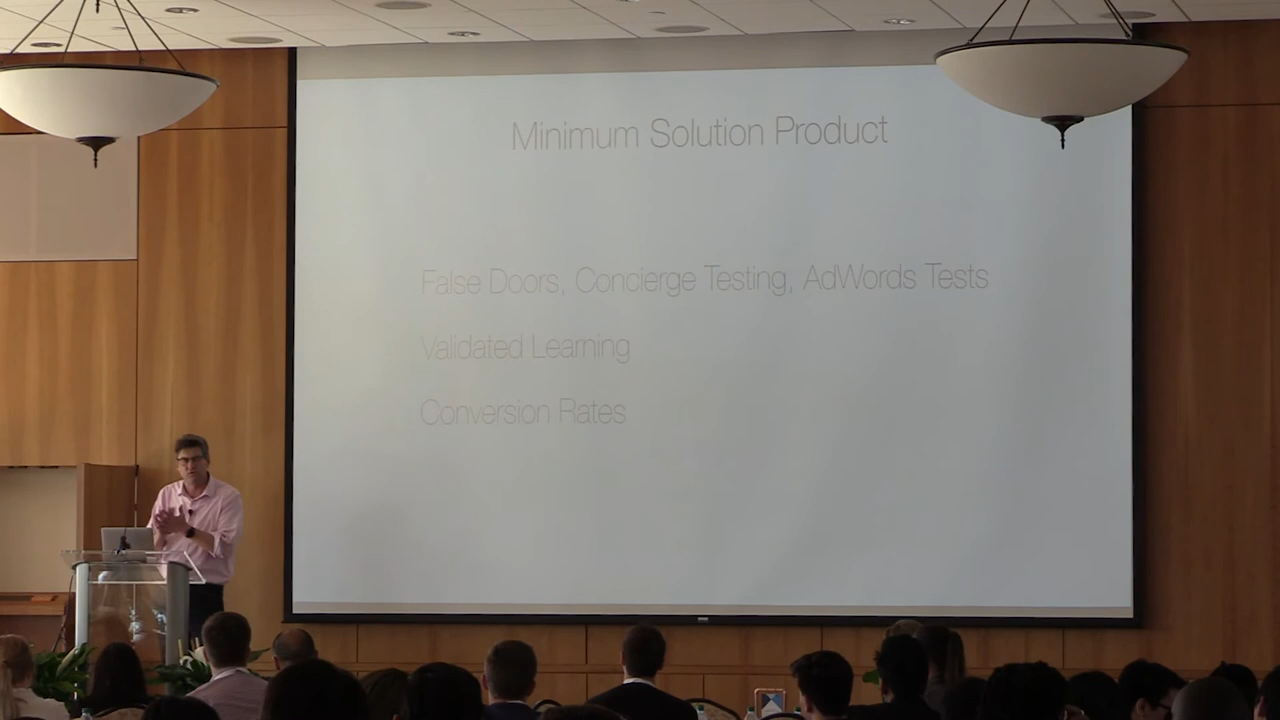 Minimum Solution Product
False Doors, Concierge Testing, AdWords Tests
Validated Learning
Conversion Rates